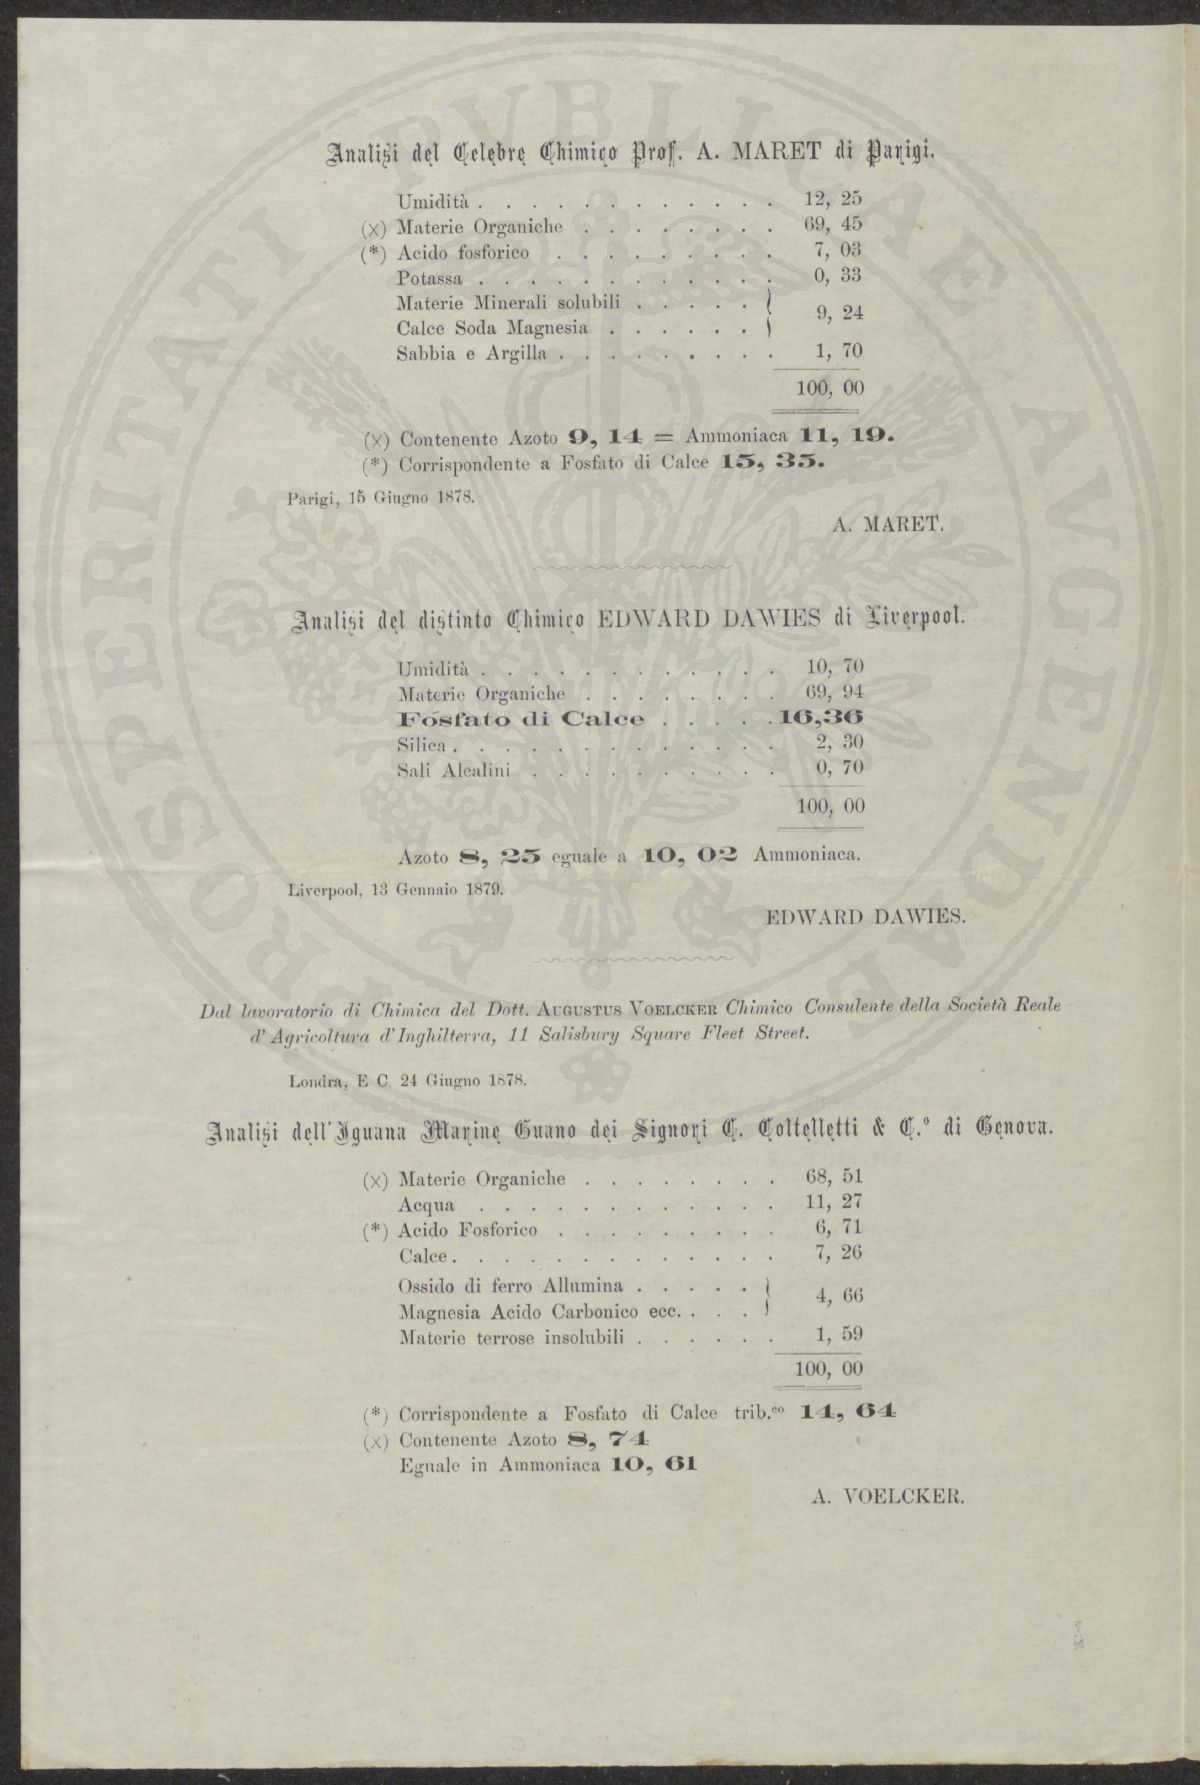 Analisi del Celebre Chimico Prof. A. MARET di Parigi.
Umidità . . . . . . . . . . . . 12, 25
(×) Materie Organiche . . . . . . . . 69, 45
(*) Acido fosforico . . . . . . . . . 7, 03
Potassa . . . . . . . . . . . . 0, 33
Materie Minerali solubili . . . . . }
Calce Soda Magnesia . . . . . . } 9, 24
Sabbia e Argilla . . . . . . . . . 1, 70
100, 00
(×) Contenente Azoto 9, 14 = Ammoniaca 11, 19.
(*) Corrispondente a Fosfato di Calce 15, 35.
Parigi, 15 Giugno 1878.
A. MARET.
Analisi del distinto Chimico EDWARD DAWIES di Liverpool.
Umidità . . . . . . . . . . . . 10, 70
Materie Organiche . . . . . . . . 69, 94
Fosfato di Calce . . . . . 16,36
Silica . . . . . . . . . . . . . 2, 30
Sali Alcalini . . . . . . . . . . 0, 70
100, 00
Azoto 8, 25 eguale a 10, 02 Ammoniaca.
Liverpool, 13 Gennaio 1879.
EDWARD DAWIES.
Dal lavoratorio di Chimica del Dott. AUGUSTUS VOELCKER Chimico Consulente della Società Reale
d'Agricoltura d'Inghilterra, 11 Salisbury Square Fleet Street.
Londra, E C. 24 Giugno 1878.
Analisi dell'Iguana Marine Guano dei Signori C. Coltelletti & C.º di Genova.
(×) Materie Organiche . . . . . . . . 68, 51
Acqua . . . . . . . . . . . . 11, 27
(*) Acido Fosforico . . . . . . . . . 6, 71
Calce . . . . . . . . . . . . . 7, 26
Ossido di ferro Allumina . . . . . }
Magnesia Acido Carbonico ecc. . . . } 4, 66
Materie terrose insolubili . . . . . . 1, 59
100, 00
(*) Corrispondente a Fosfato di Calce trib.co 14, 64
(×) Contenente Azoto 8, 74
Eguale in Ammoniaca 10, 61
A. VOELCKER.
PROSPERITATI PVBLICAE AVGENDAE